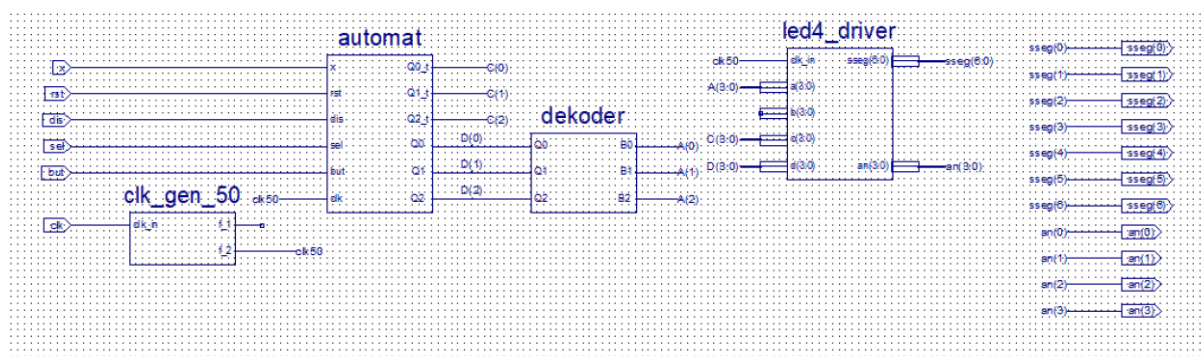 automat
x
rst
dis
sel
but
x
rst
dis
sel
but
clk50
clk
Q0_t
Q1_t
Q2_t
Q0
Q1
Q2
C(0)
C(1)
C(2)
D(0)
D(1)
D(2)
dekoder
Q0
Q1
Q2
B0
B1
B2
A(0)
A(1)
A(2)
clk_gen_50
clk
clk_in
f_1
f_2
clk50
led4_driver
clk50
A(3:0)
C(3:0)
D(3:0)
clk_in
a(3:0)
b(3:0)
c(3:0)
d(3:0)
sseg(6:0)
an(3:0)
sseg(6:0)
an(3:0)
sseg(0) sseg(0)
sseg(1) sseg(1)
sseg(2) sseg(2)
sseg(3) sseg(3)
sseg(4) sseg(4)
sseg(5) sseg(5)
sseg(6) sseg(6)
an(0) an(0)
an(1) an(1)
an(2) an(2)
an(3) an(3)